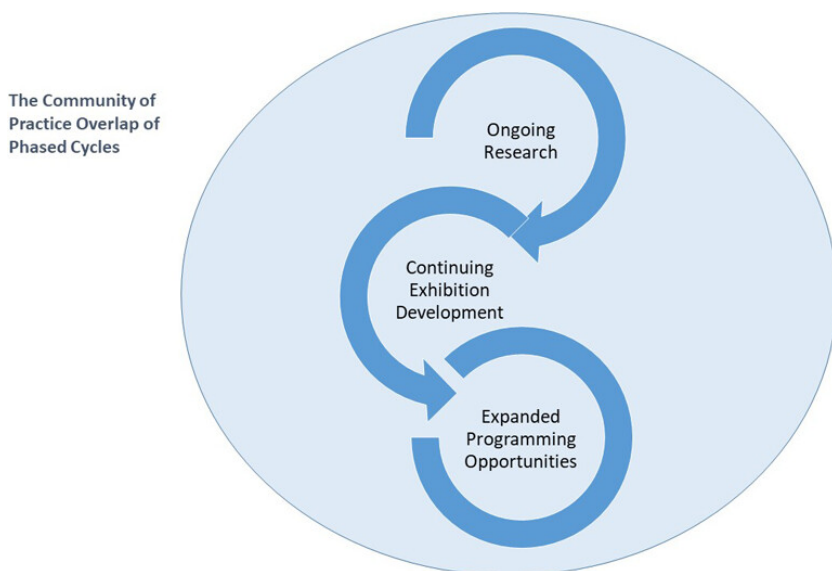 The Community of
Practice Overlap of
Phased Cycles
Ongoing
Research
Continuing
Exhibition
Development
Expanded
Programming
Opportunities